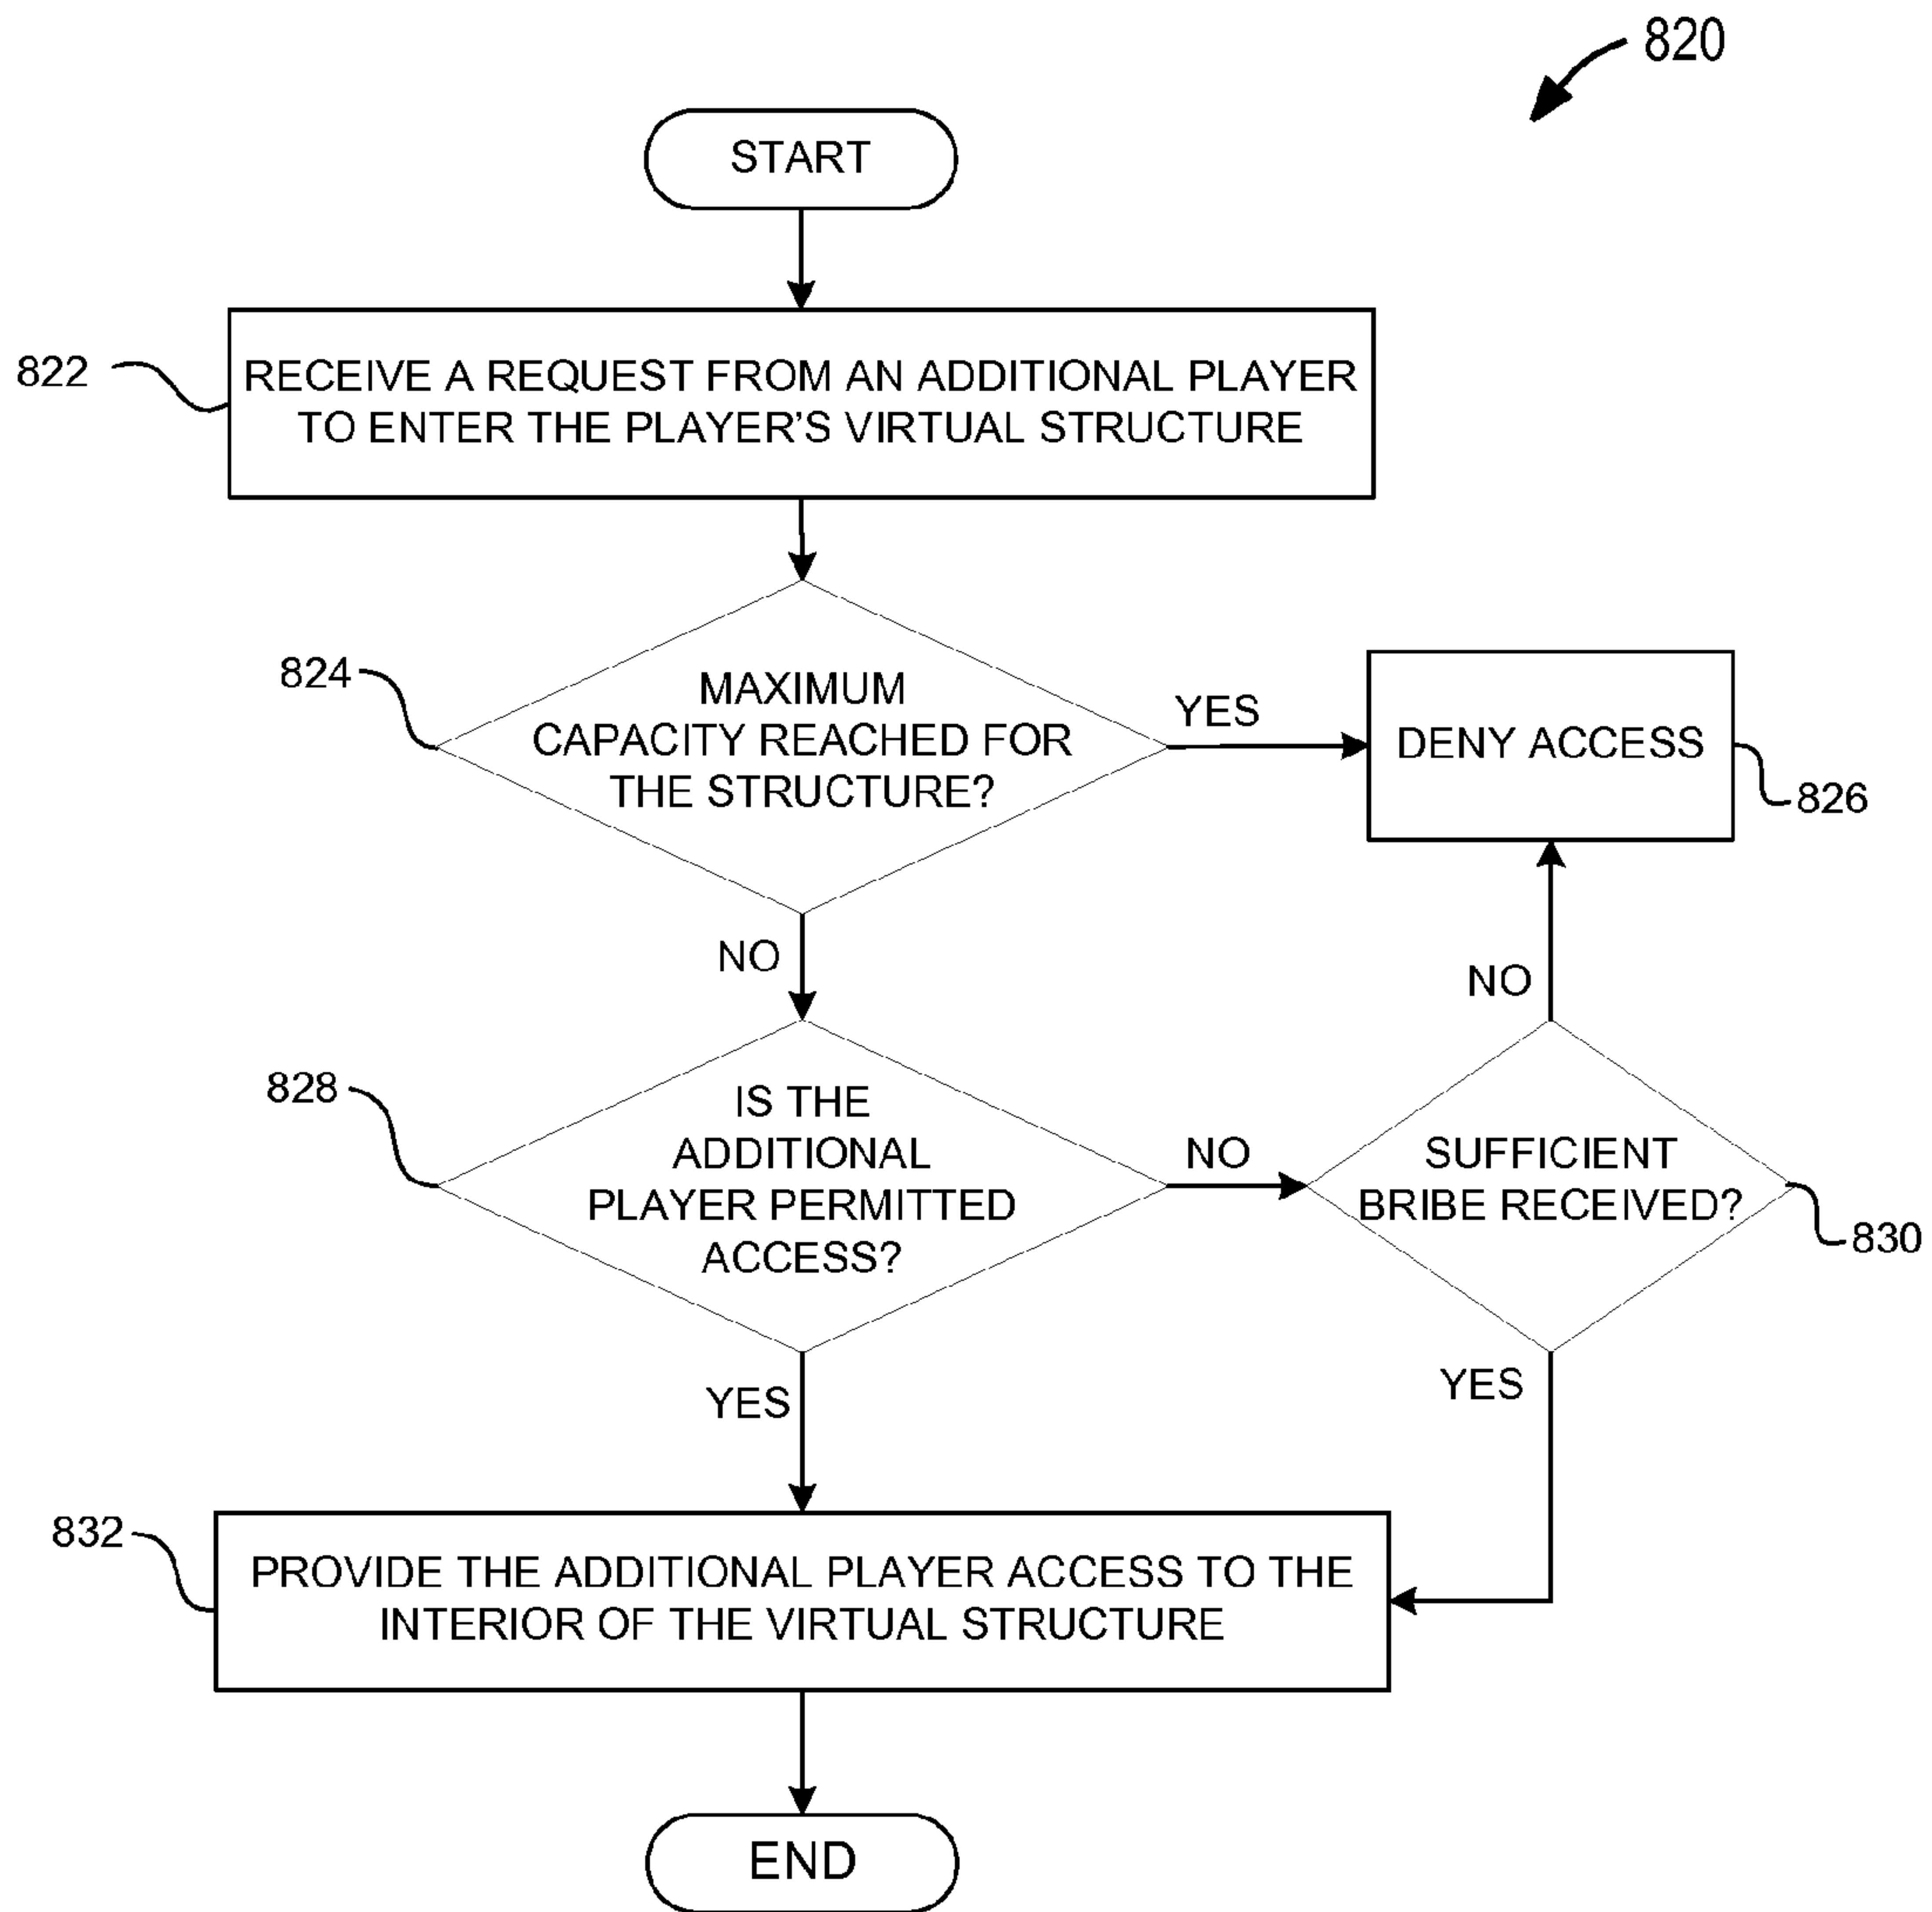 820
START
822
RECEIVE A REQUEST FROM AN ADDITIONAL PLAYER
TO ENTER THE PLAYER'S VIRTUAL STRUCTURE
824
MAXIMUM
CAPACITY REACHED FOR
THE STRUCTURE?
YES
DENY ACCESS
826
NO
NO
828
IS THE
ADDITIONAL
PLAYER PERMITTED
ACCESS?
NO
SUFFICIENT
BRIBE RECEIVED?
830
YES
YES
832
PROVIDE THE ADDITIONAL PLAYER ACCESS TO THE
INTERIOR OF THE VIRTUAL STRUCTURE
END